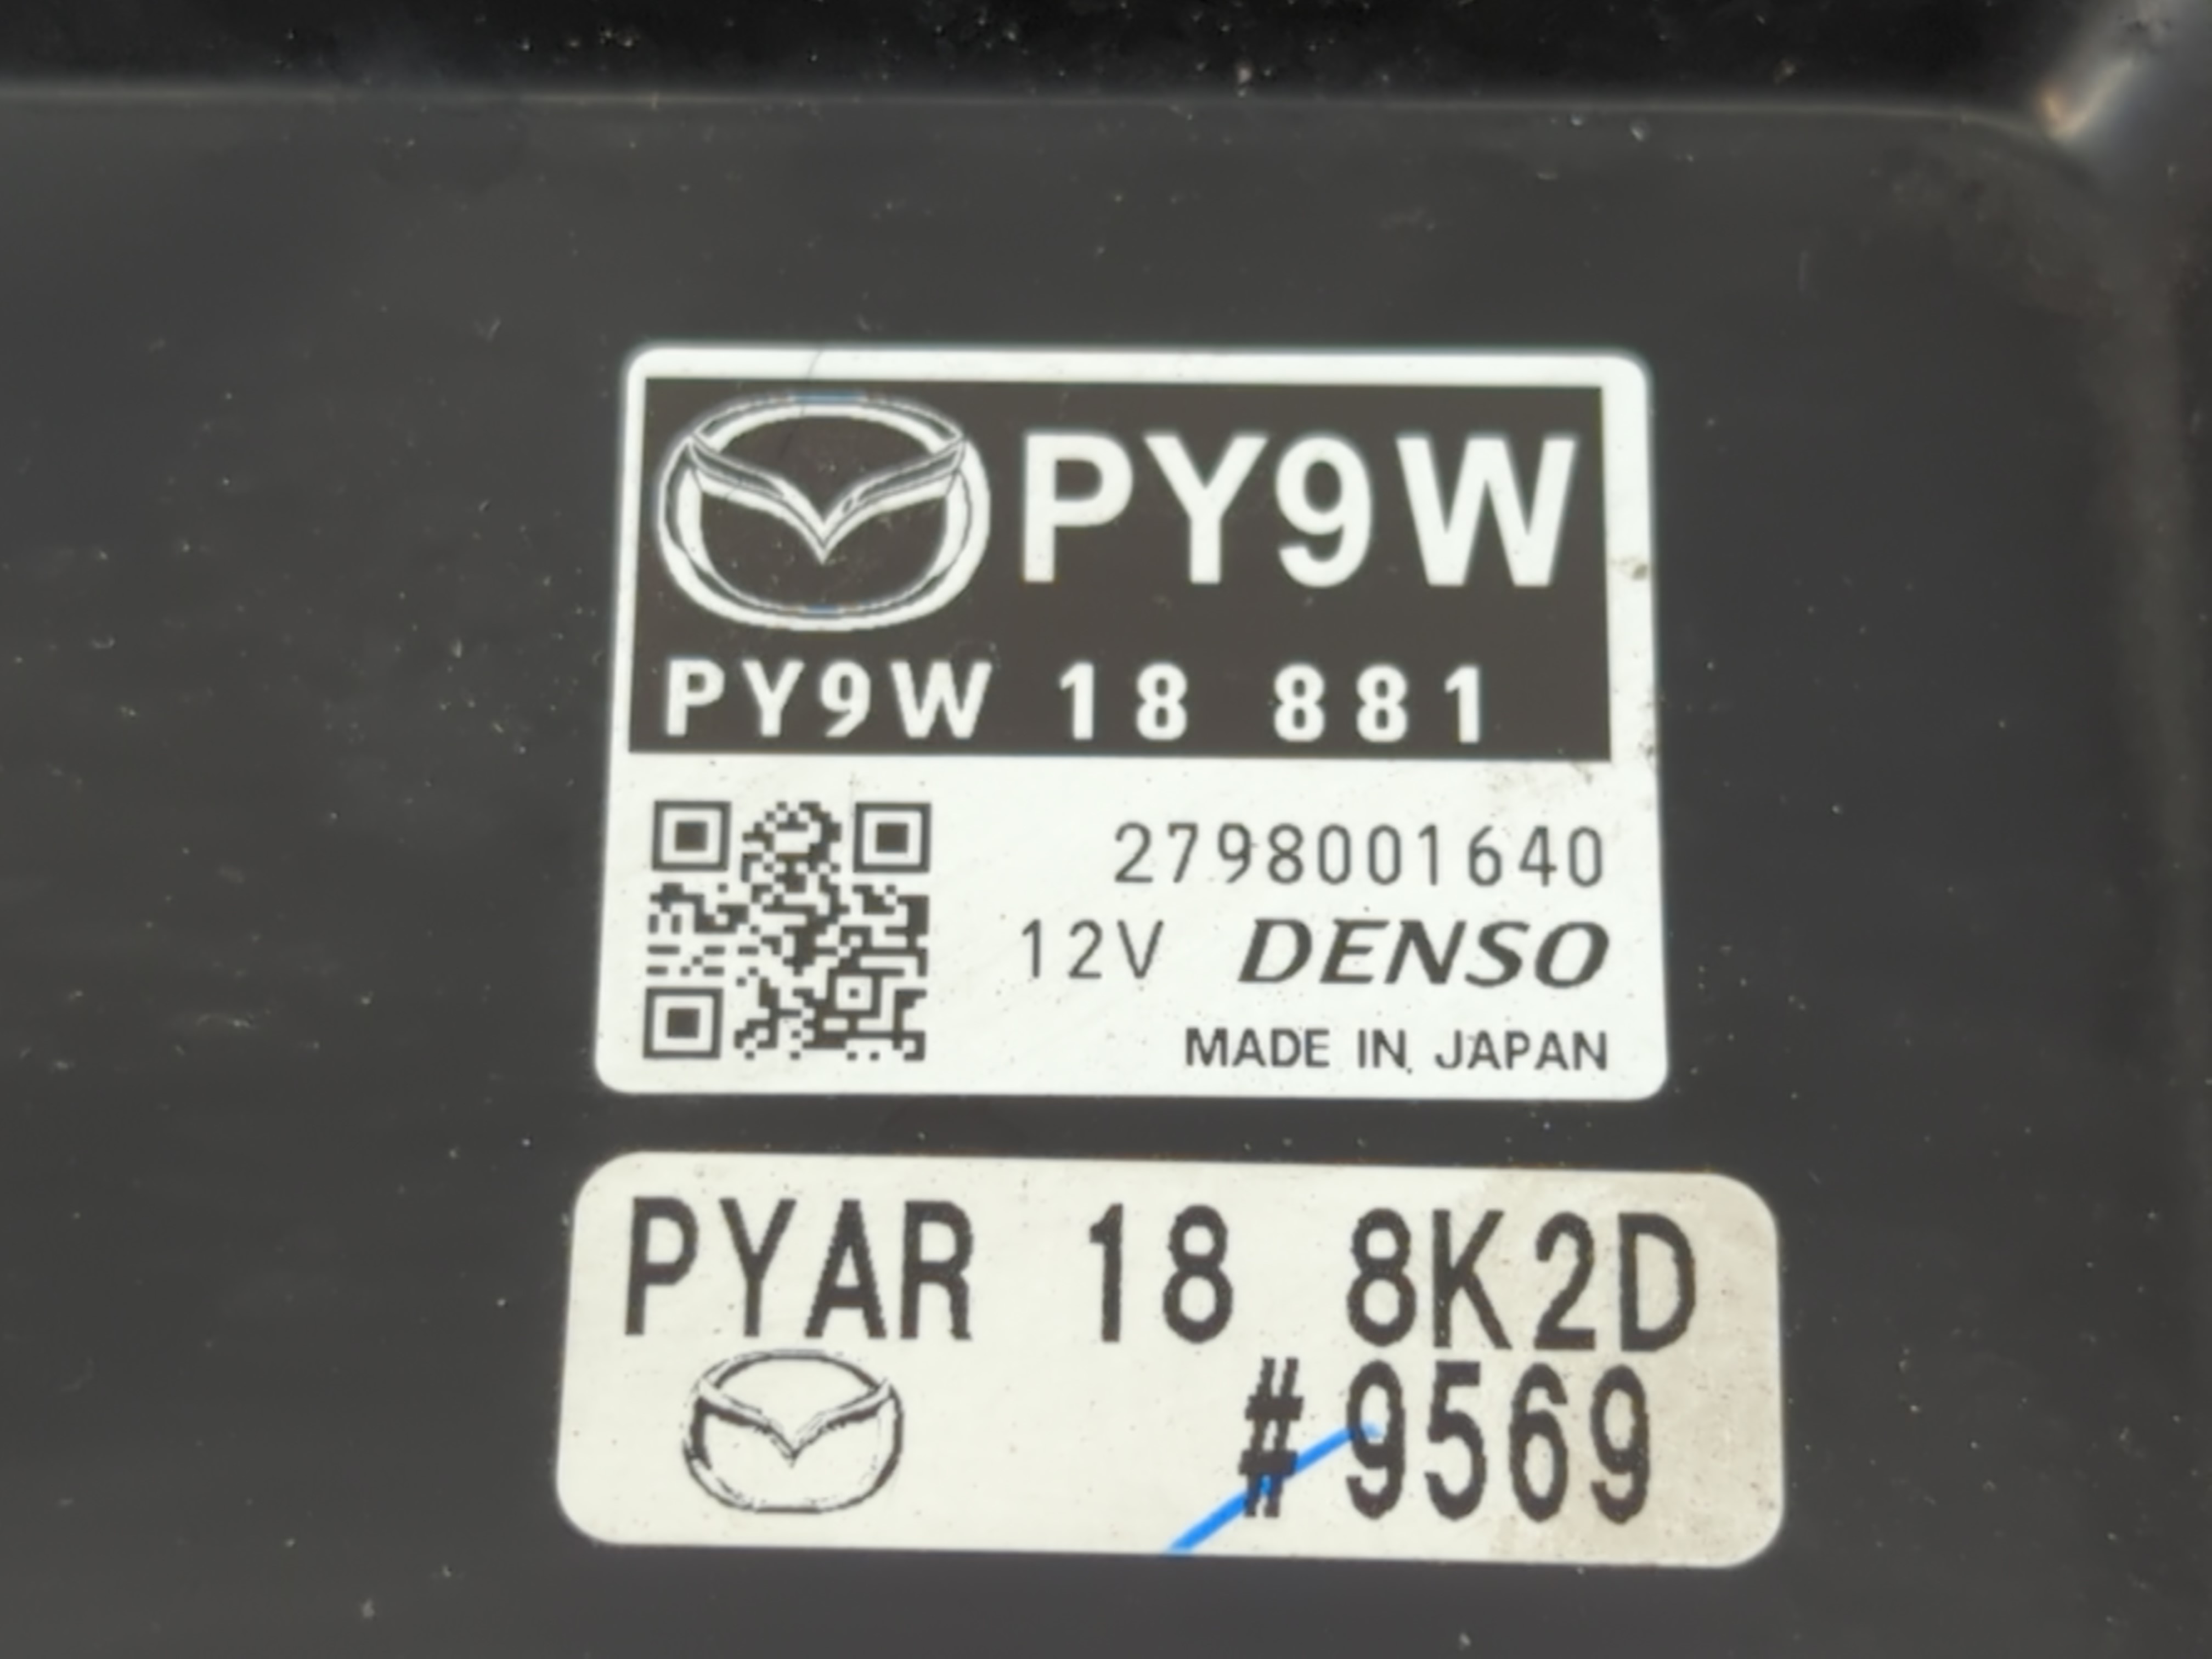 PY9W
PY9W 18 881
2798001640
12V DENSO
MADE IN JAPAN
PYAR 18 8K2D
#9569